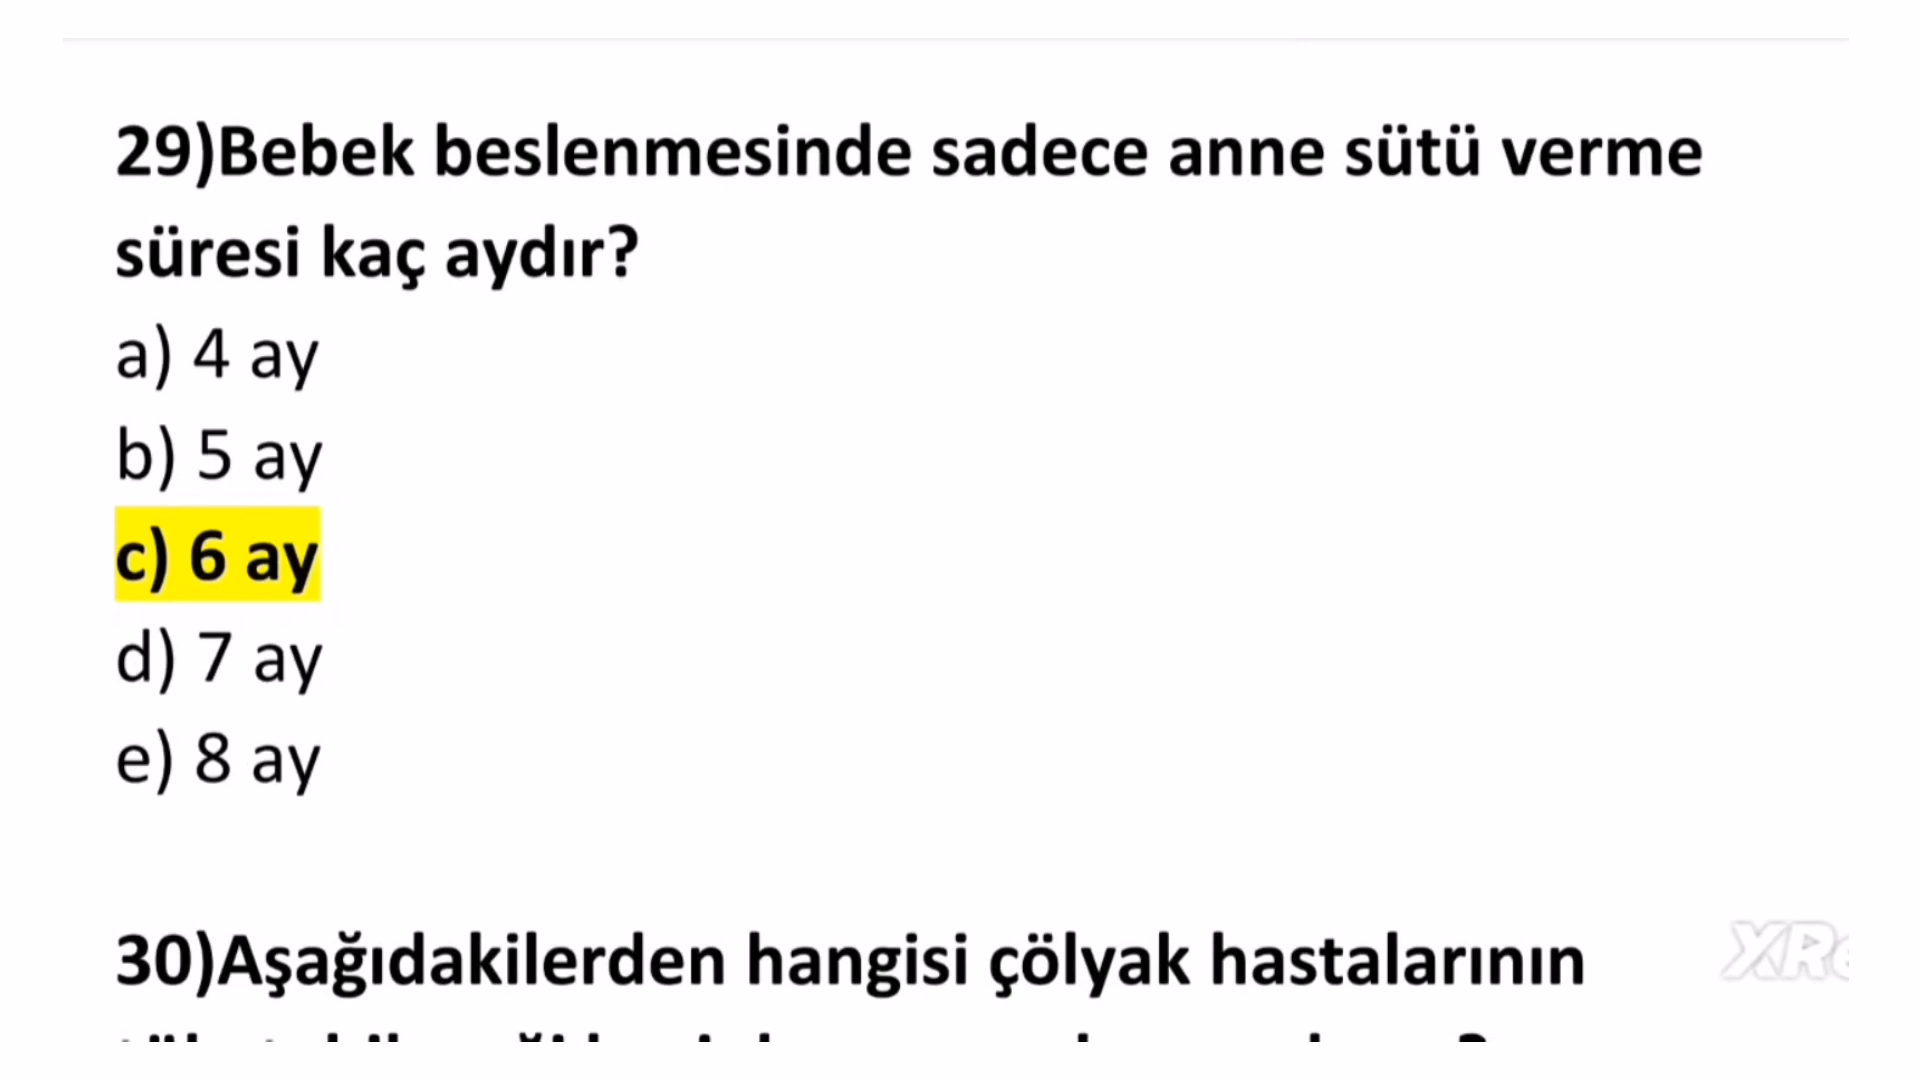 29)Bebek beslenmesinde sadece anne sütü verme
süresi kaç aydır?
a) 4 ay
b) 5 ay
c) 6 ay
d) 7 ay
e) 8 ay
30)Aşağıdakilerden hangisi çölyak hastalarının